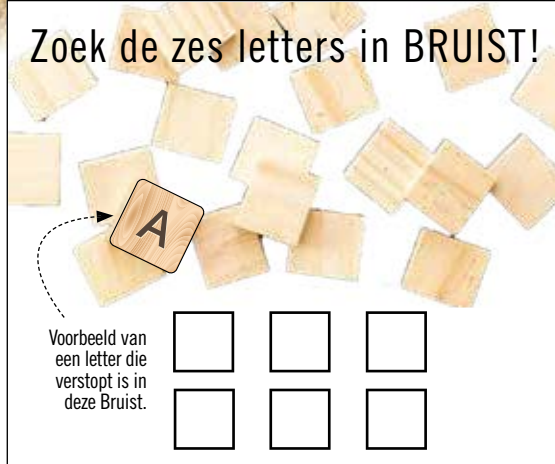 Zoek de zes letters in BRUIST!
A
Voorbeeld van
een letter die
verstopt is in
deze Bruist.